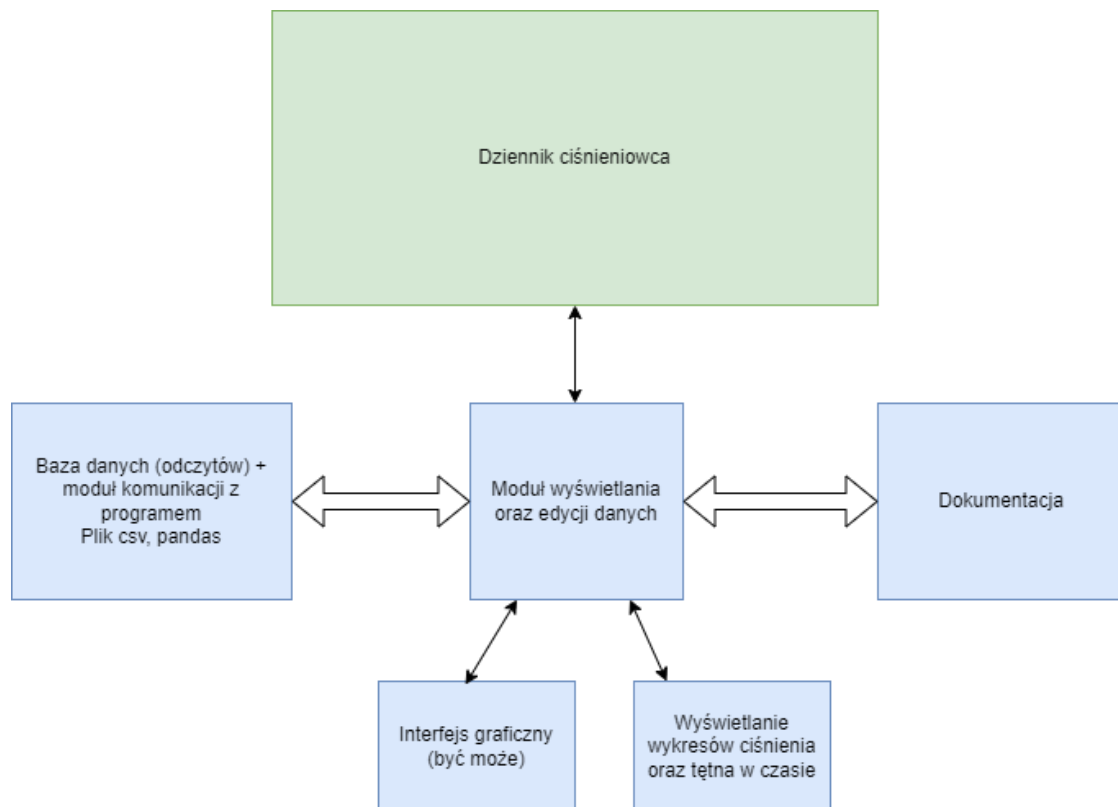 Dziennik ciśnieniowca
Baza danych (odczytów) +
moduł komunikacji z
programem
Plik csv, pandas
Moduł wyświetlania
oraz edycji danych
Dokumentacja
Interfejs graficzny
(być może)
Wyświetlanie
wykresów ciśnienia
oraz tętna w czasie